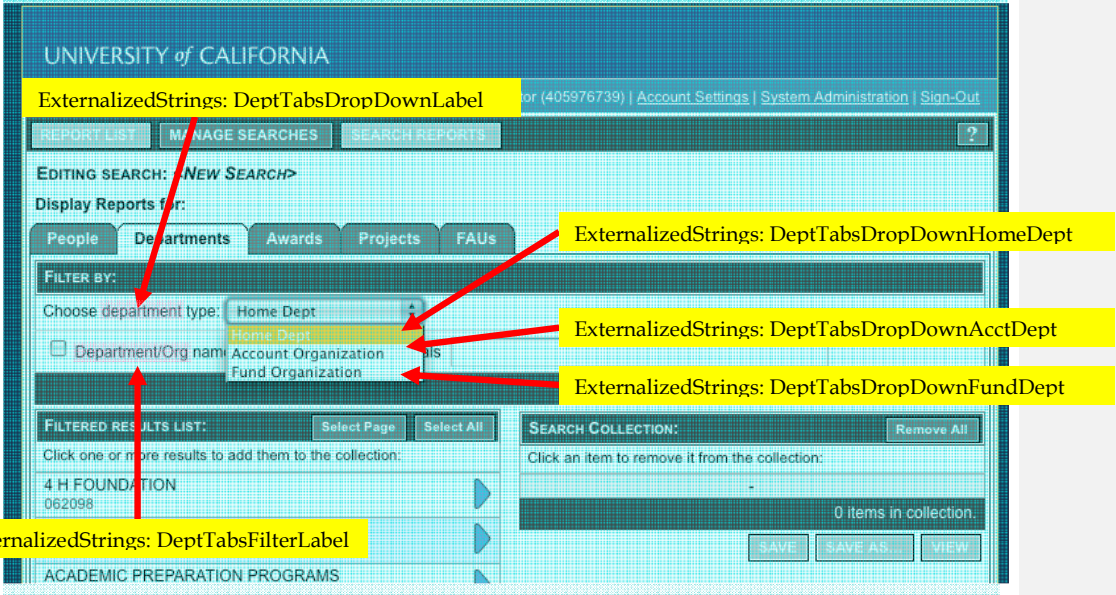 UNIVERSITY of CALIFORNIA
ExternalizedStrings: DeptTabsDropDownLabel
(405976739) | Account Settings | System Administration | Sign-Out
REPORT LIST MANAGE SEARCHES SEARCH REPORTS ?
EDITING SEARCH: <NEW SEARCH>
Display Reports for:
People Departments Awards Projects FAUs
ExternalizedStrings: DeptTabsDropDownHomeDept
FILTER BY:
Choose department type: Home Dept
Home Dept
ExternalizedStrings: DeptTabsDropDownAcctDept
Department/Org Account Organization
Fund Organization
ExternalizedStrings: DeptTabsDropDownFundDept
FILTERED RESULTS LIST: Select Page Select All
SEARCH COLLECTION: Remove All
Click one or more results to add them to the collection:
Click an item to remove it from the collection:
4 H FOUNDATION
062098
-
0 items in collection.
ernalizedStrings: DeptTabsFilterLabel
SAVE SAVE AS... VIEW
ACADEMIC PREPARATION PROGRAMS